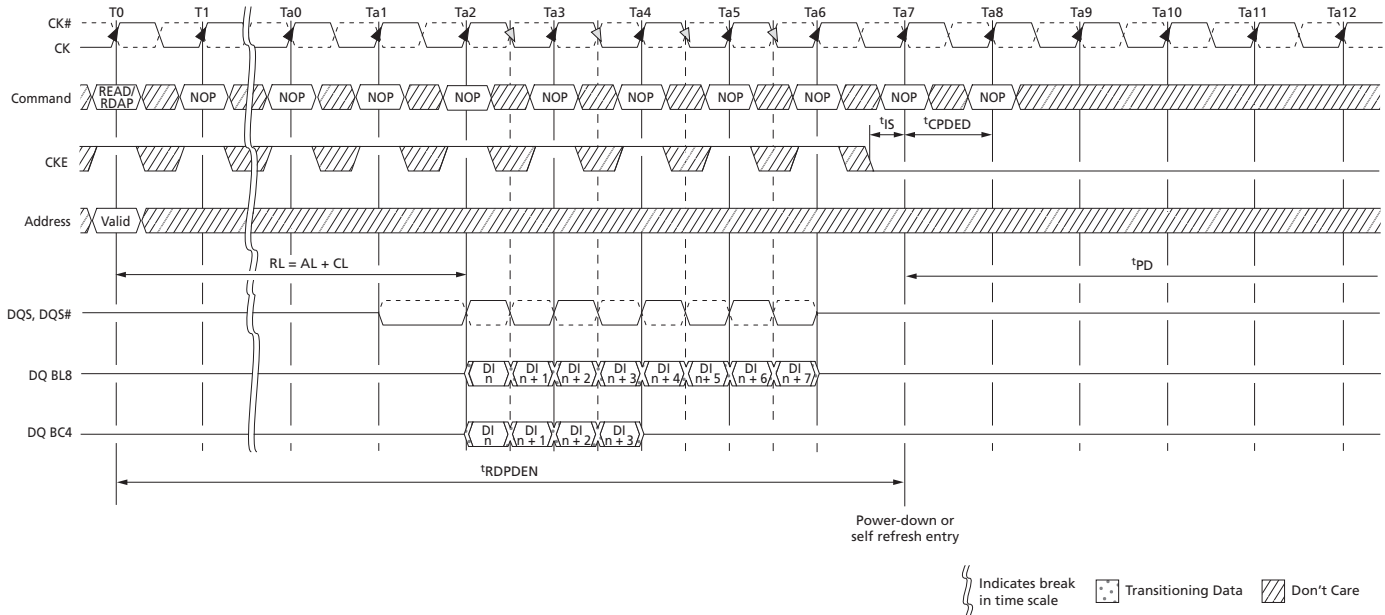 T0 T1 Ta0 Ta1 Ta2 Ta3 Ta4 Ta5 Ta6 Ta7 Ta8 Ta9 Ta10 Ta11 Ta12
CK#
CK
Command READ/ RDAP NOP NOP NOP NOP NOP NOP NOP NOP NOP NOP
tIS tCPDED
CKE
Address Valid
RL = AL + CL tPD
DQS, DQS#
DQ BL8 DI n DI n + 1 DI n + 2 DI n + 3 DI n + 4 DI n + 5 DI n + 6 DI n + 7
DQ BC4 DI n DI n + 1 DI n + 2 DI n + 3
tRDPDEN
Power-down or
self refresh entry
Indicates break
in time scale
Transitioning Data
Don't Care